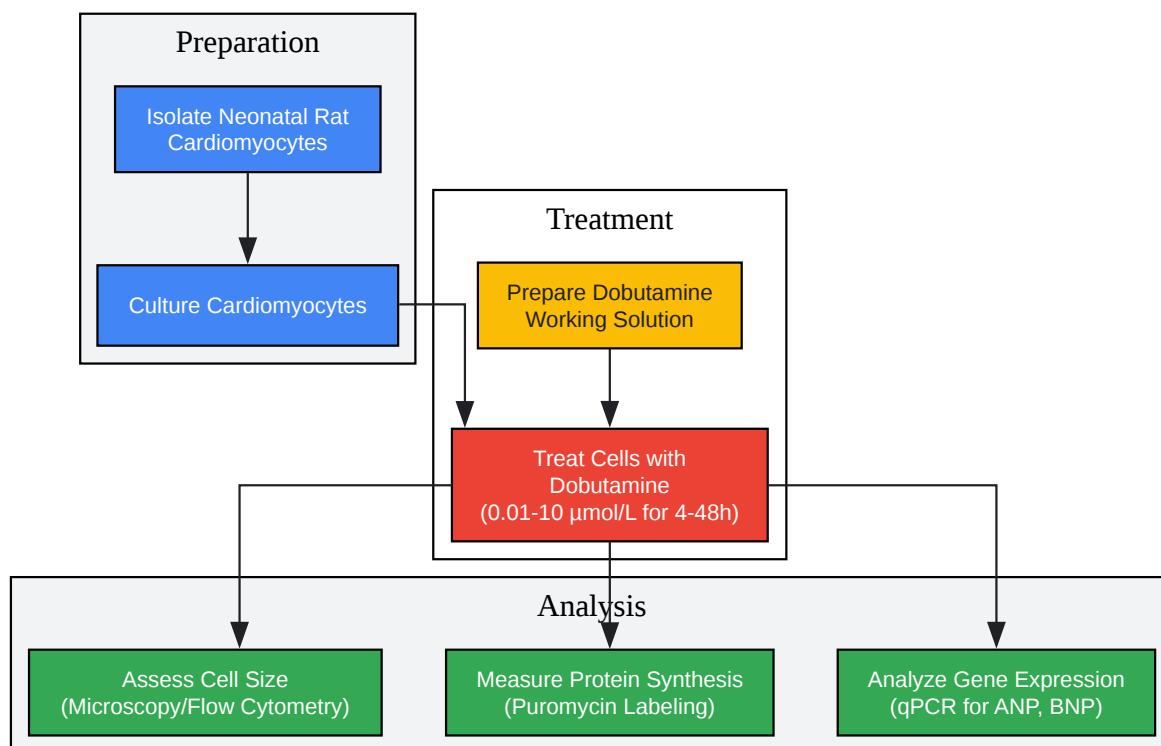 Preparation
Isolate Neonatal Rat
Cardiomyocytes
Culture Cardiomyocytes
Treatment
Prepare Dobutamine
Working Solution
Treat Cells with
Dobutamine
(0.01-10 µmol/L for 4-48h)
Analysis
Assess Cell Size
(Microscopy/Flow Cytometry)
Measure Protein Synthesis
(Puromycin Labeling)
Analyze Gene Expression
(qPCR for ANP, BNP)